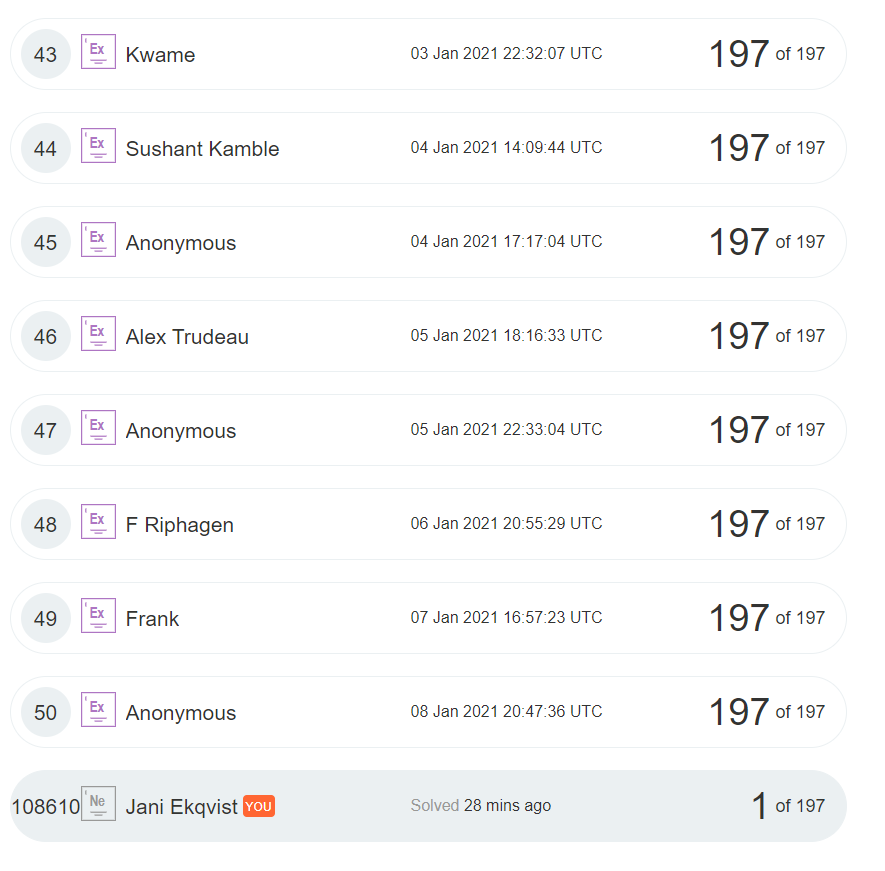 43 Ex Kwame 03 Jan 2021 22:32:07 UTC 197 of 197
44 Ex Sushant Kamble 04 Jan 2021 14:09:44 UTC 197 of 197
45 Ex Anonymous 04 Jan 2021 17:17:04 UTC 197 of 197
46 Ex Alex Trudeau 05 Jan 2021 18:16:33 UTC 197 of 197
47 Ex Anonymous 05 Jan 2021 22:33:04 UTC 197 of 197
48 Ex F Riphagen 06 Jan 2021 20:55:29 UTC 197 of 197
49 Ex Frank 07 Jan 2021 16:57:23 UTC 197 of 197
50 Ex Anonymous 08 Jan 2021 20:47:36 UTC 197 of 197
108610 Ne Jani Ekqvist YOU Solved 28 mins ago 1 of 197